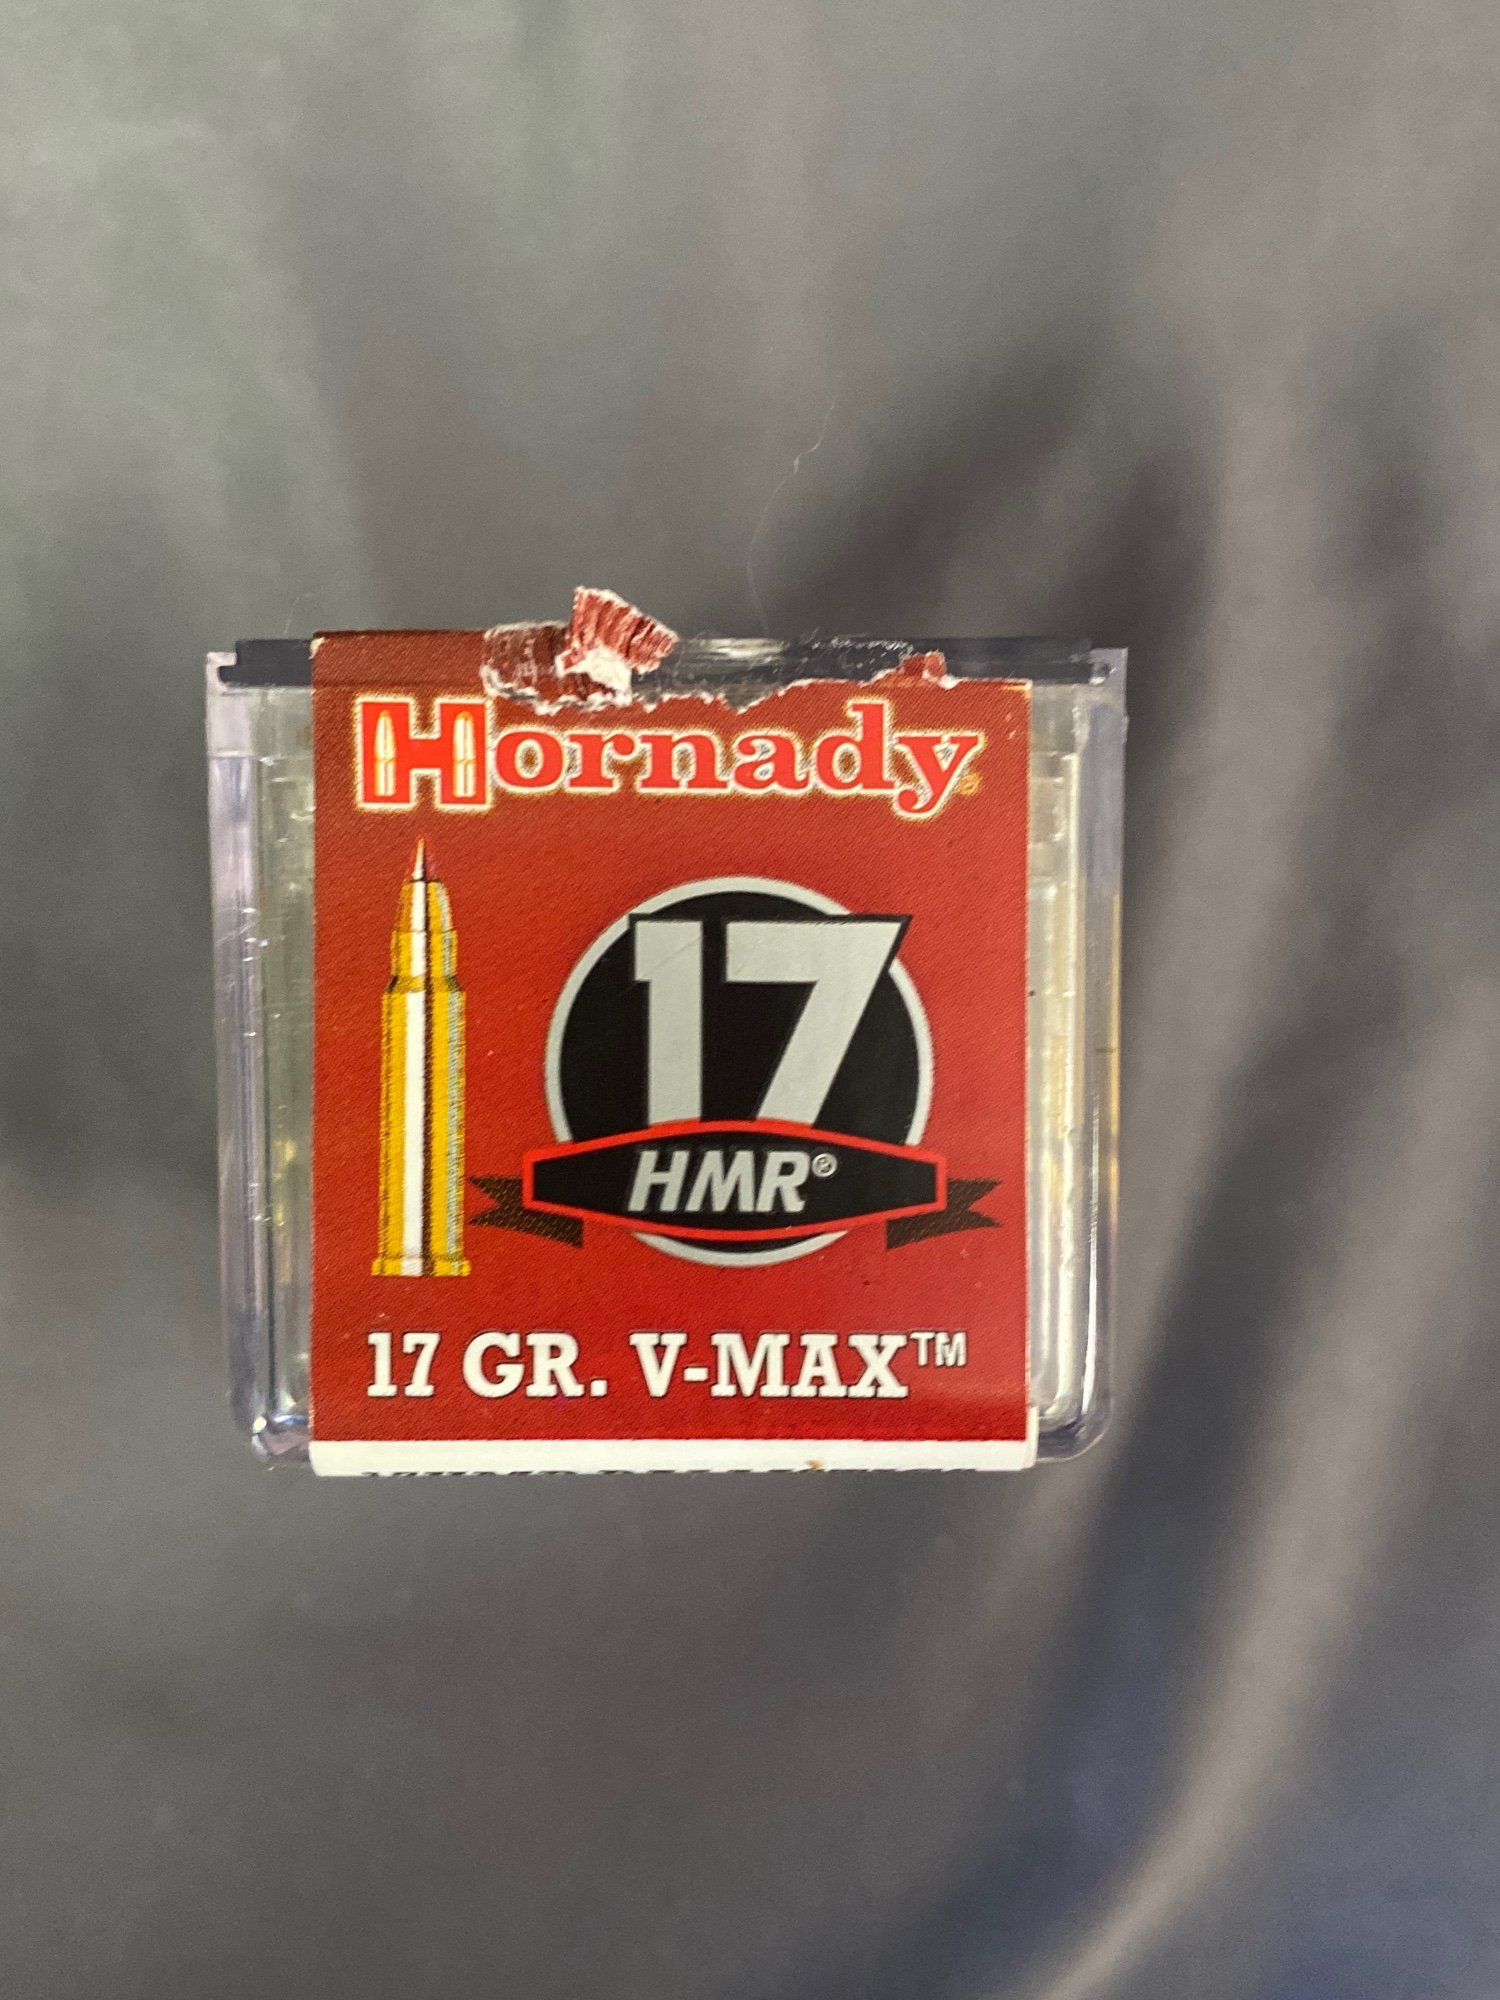 Hornady
17
HMR®
17 GR. V-MAX™